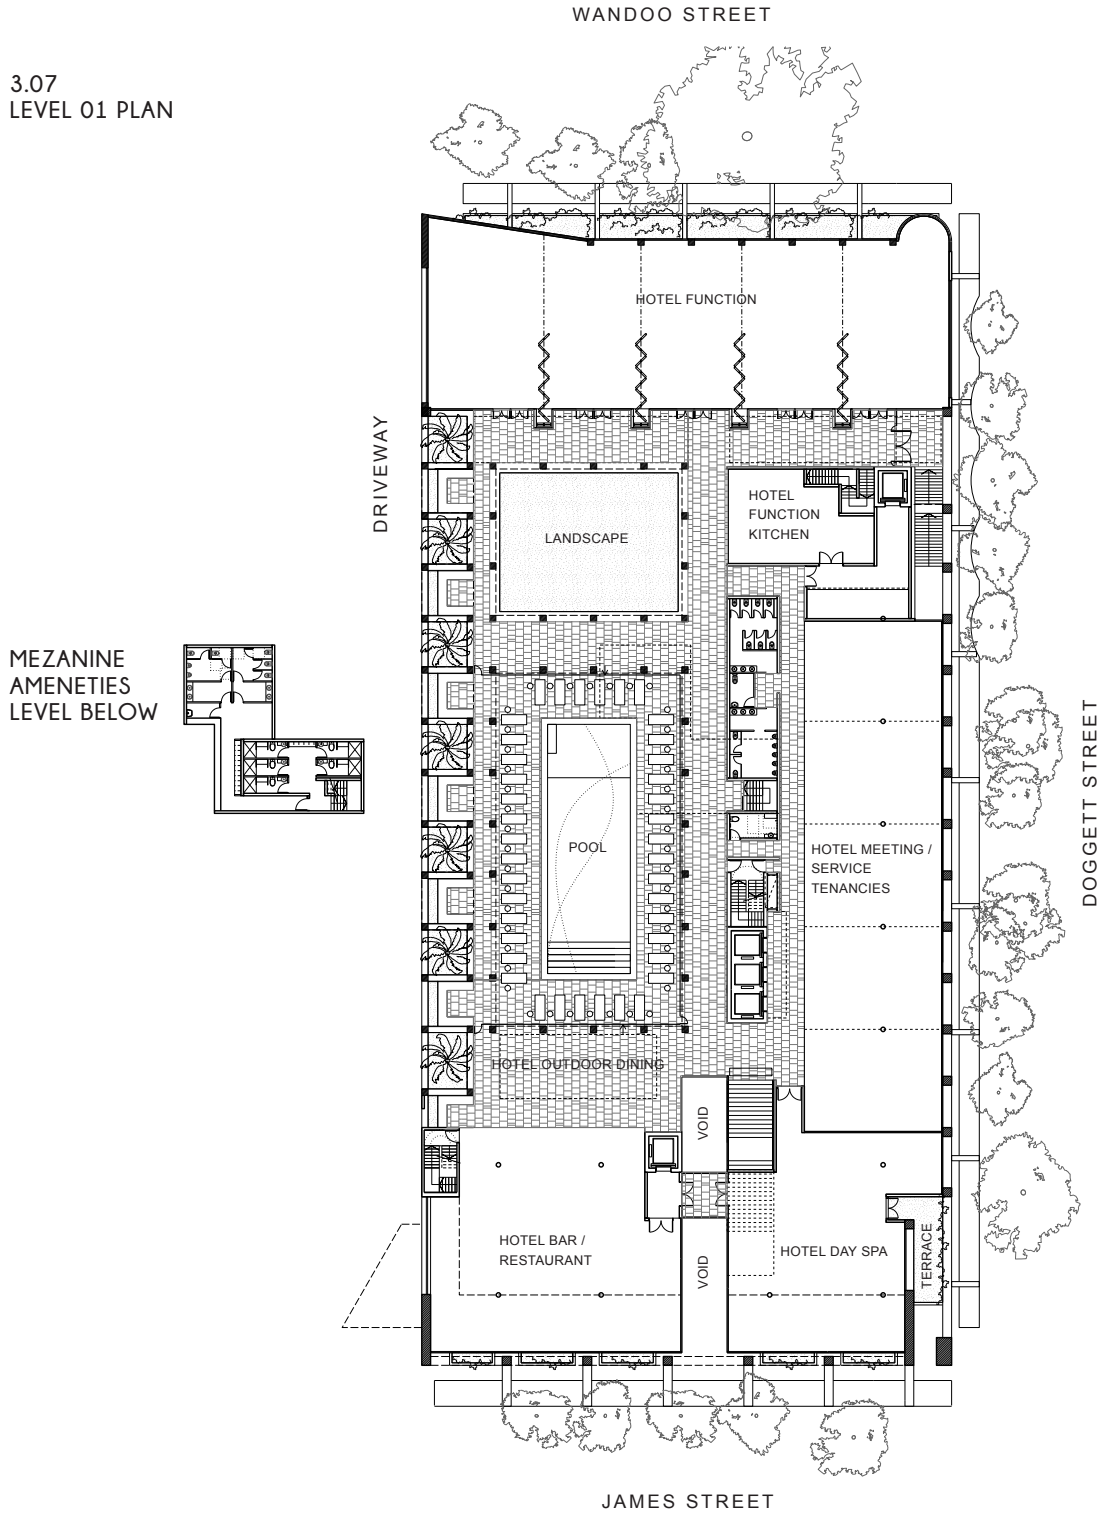 WANDOO STREET
3.07
LEVEL 01 PLAN
HOTEL FUNCTION
DRIVEWAY
HOTEL
FUNCTION
KITCHEN
LANDSCAPE
MEZANINE
AMENETIES
LEVEL BELOW
DOGGETT STREET
POOL
HOTEL MEETING /
SERVICE
TENANCIES
HOTEL OUTDOOR DINING
VOID
HOTEL BAR /
RESTAURANT
VOID
HOTEL DAY SPA
TERRACE
JAMES STREET